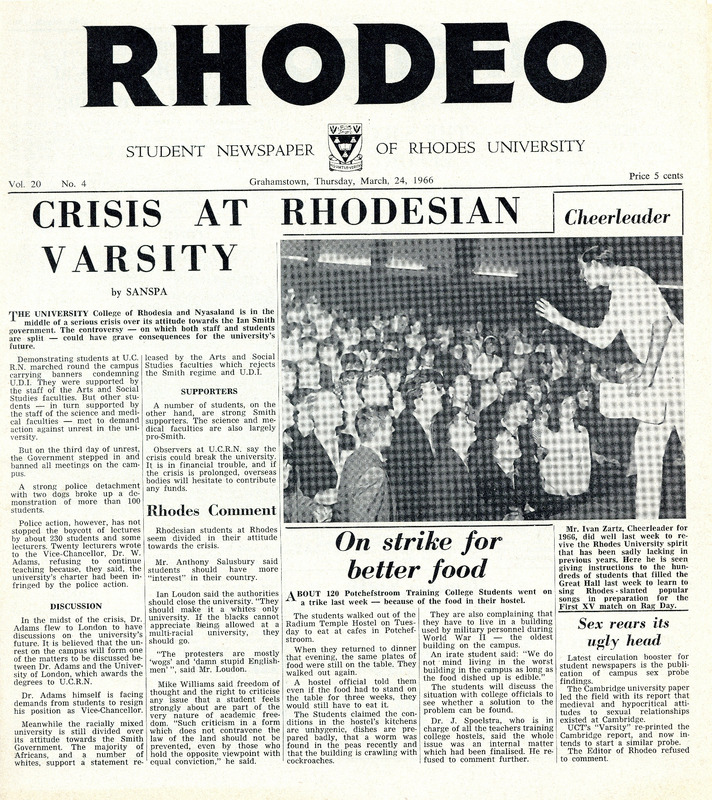 RHODEO
STUDENT NEWSPAPER OF RHODES UNIVERSITY
Vol. 20 No. 4
Grahamstown, Thursday, March, 24, 1966
Price 5 cents
CRISIS AT RHODESIAN
VARSITY
by SANSPA
THE UNIVERSITY College of Rhodesia and Nyasaland is in the
middle of a serious crisis over its attitude towards the Ian Smith
government. The controversy — on which both staff and students
are split — could have grave consequences for the university's
future.
Demonstrating students at U.C.
R.N. marched round the campus
carrying banners condemning
U.D.I. They were supported by
the staff of the Arts and Social
Studies faculties. But other stu-
dents — in turn supported by
the staff of the science and medi-
cal faculties — met to demand
action against unrest in the uni-
versity.
But on the third day of unrest,
the Government stepped in and
banned all meetings on the cam-
pus.
A strong police detachment
with two dogs broke up a de-
monstration of more than 100
students.
Police action, however, has not
stopped the boycott of lectures
by about 230 students and some
lecturers. Twenty lecturers wrote
to the Vice-Chancellor, Dr. W.
Adams, refusing to continue
teaching because, they said, the
university's charter had been in-
fringed by the police action.
DISCUSSION
In the midst of the crisis, Dr.
Adams flew to London to have
discussions on the university's
future. It is believed that the un-
rest on the campus will form one
of the matters to be discussed be-
tween Dr. Adams and the Univer
sity of London, which awards the
degrees to U.C.R.N.
Dr. Adams himself is facing
demands from students to resign
his position as Vice-Chancellor.
Meanwhile the racially mixed
university is still divided over
its attitude towards the Smith
Government. The majority of
Africans, and a number of
whites, support a statement re-
leased by the Arts and Social
Studies faculties which rejects
the Smith regime and U.D.I.
SUPPORTERS
A number of students, on the
other hand, are strong Smith
supporters. The science and me-
dical faculties are also largely
pro-Smith.
Observers at U.C.R.N. say the
crisis could break the university.
It is in financial trouble, and if
the crisis is prolonged, overseas
bodies will hesitate to contribute
any funds.
Rhodes Comment
Rhodesian students at Rhodes
seem divided in their attitude
towards the crisis.
Mr. Anthony Salusbury said
students should have more
"interest" in their country.
Ian Loudon said the authorities
should close the university. "They
should make it a whites only
university. If the blacks cannot
appreciate being allowed at a
multi-racial university, they
should go.
"The protesters are mostly
'wogs' and 'damn stupid English-
men'", said Mr. Loudon.
Mike Williams said freedom of
thought and the right to criticise
any issue that a student feels
strongly about are part of the
very nature of academic free-
dom. "Such criticism in a form
which does not contravene the
law of the land should not be
prevented, even by those who
hold the opposite viewpoint with
equal conviction," he said.
Cheerleader
Mr. Ivan Zartz, Cheerleader for
1966, did well last week to re-
vive the Rhodes University spirit
that has been sadly lacking in
previous years. Here he is seen
giving instructions to the hun-
dreds of students that filled the
Great Hall last week to learn to
sing Rhodes-slanted popular
songs in preparation for the
First XV match on Rag Day.
On strike for
better food
ABOUT 120 Potchefstroom Training College Students went on
a trike last week — because of the food in their hostel.
The students walked out of the
Radium Temple Hostel on Tues-
day to eat at cafes in Potchef-
stroom.
When they returned to dinner
that evening, the same plates of
food were still on the table. They
walked out again.
A hostel official told them
even if the food had to stand on
the table for three weeks, they
would still have to eat it.
The Students claimed the con-
ditions in the hostel's kitchens
are unhygenic, dishes are pre-
pared badly, that a worm was
found in the peas recently and
that the building is crawling with
cockroaches.
They are also complaining that
they have to live in a building
used by military personnel during
World War II — the oldest
building on the campus.
An irate student said: "We do
not mind living in the worst
building in the campus as long as
the food dished up is edible."
The students will discuss the
situation with college officials to
see whether a solution to the
problem can be found.
Dr. J. Spoelstra, who is in
charge of all the teachers training
college hostels, said the whole
issue was an internal matter
which had been finalised. He re-
fused to comment further.
Sex rears its
ugly head
Latest circulation booster for
student newspapers is the publi-
cation of campus sex probe
findings.
The Cambridge university paper
led the field with its report that
medieval and hypocritical atti-
tudes to sexual relationships
existed at Cambridge.
UCT's "Varsity" re-printed the
Cambridge report, and now in-
tends to start a similar probe.
The Editor of Rhodeo refused
to comment.